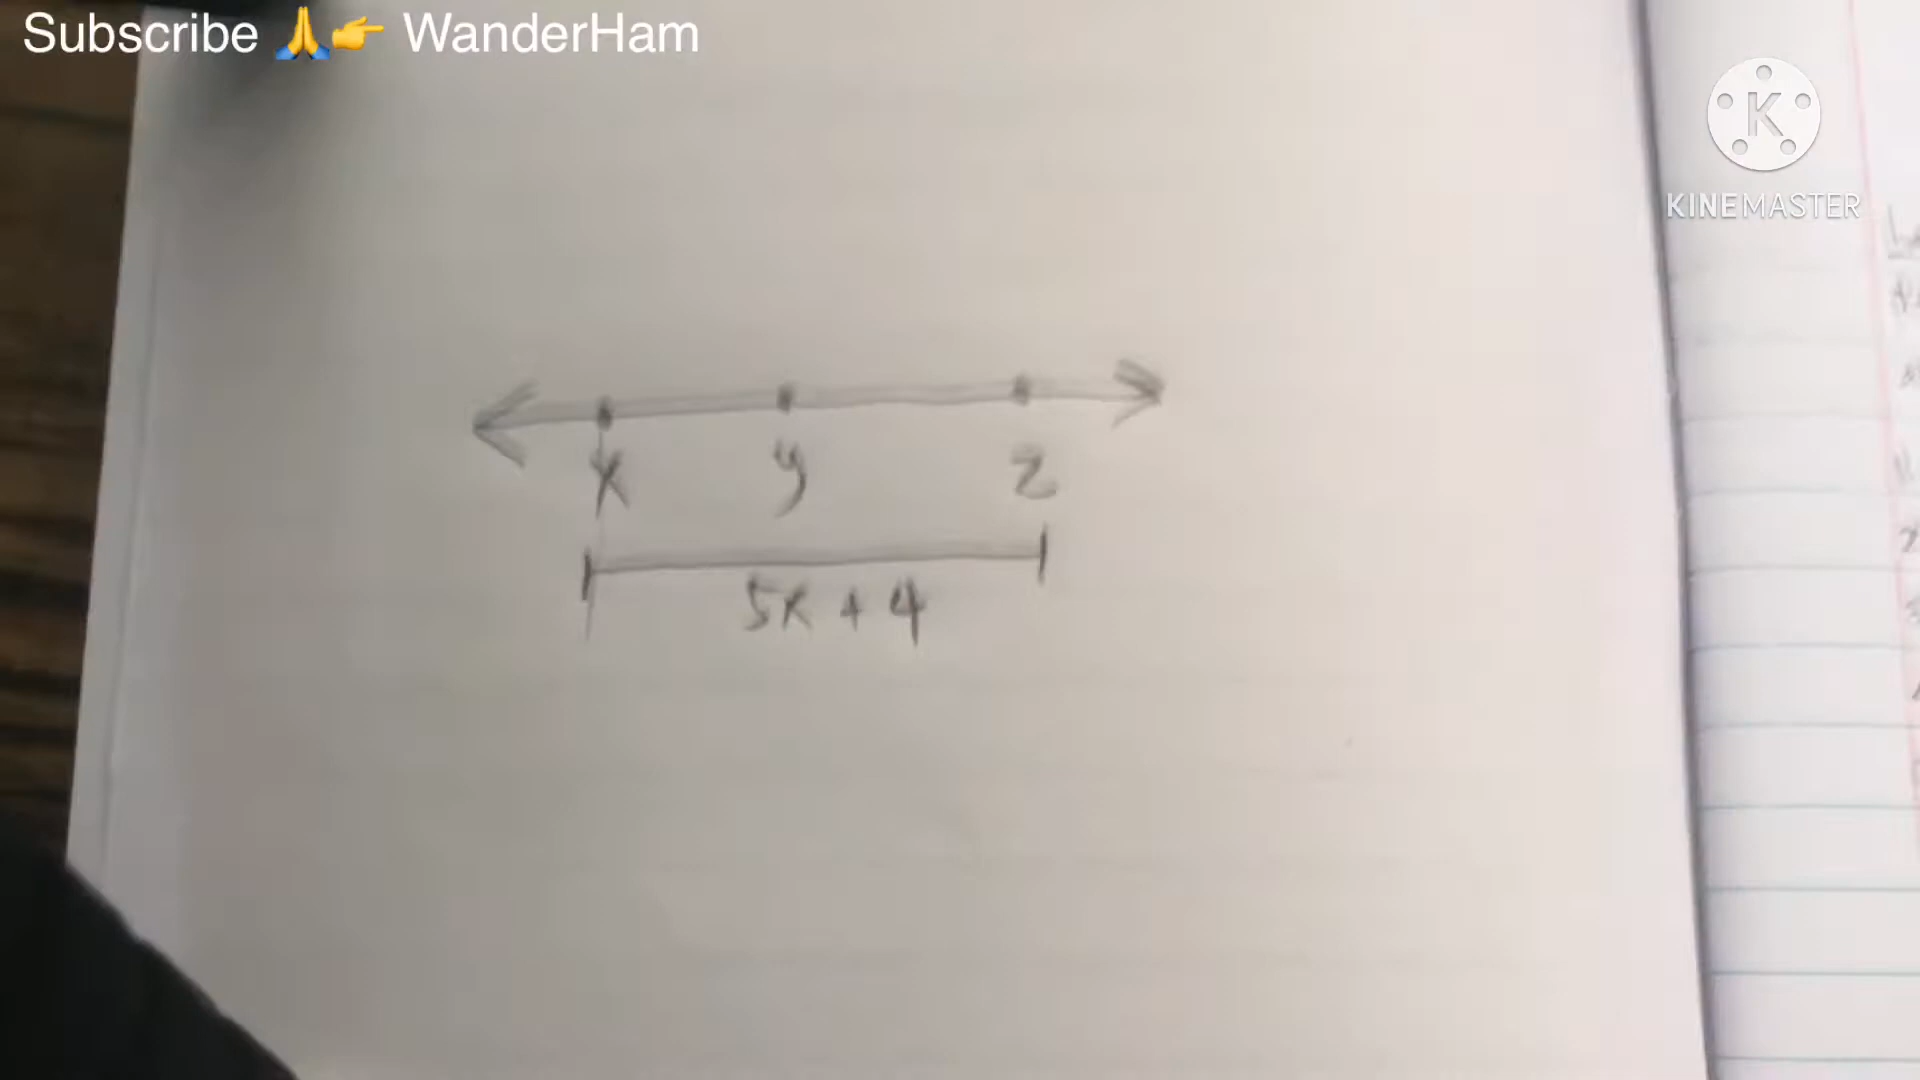 Subscribe 🙏👉 WanderHam
K
KINEMASTER
x y z
5x + 4